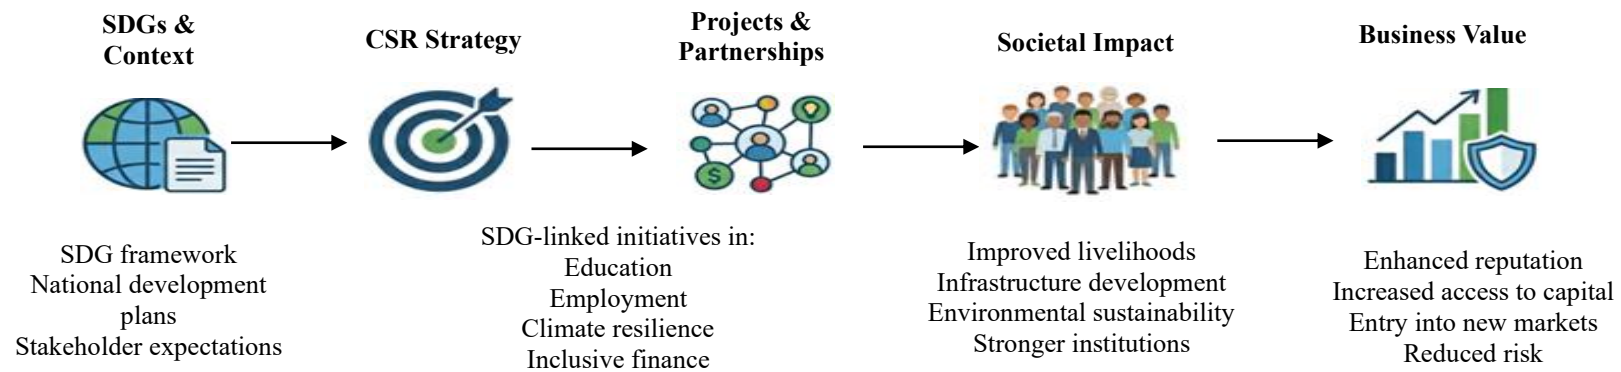 SDGs &
Context
CSR Strategy
Projects &
Partnerships
Societal Impact
Business Value
$
SDG framework
National development
plans
Stakeholder expectations
SDG-linked initiatives in:
Education
Employment
Climate resilience
Inclusive finance
Improved livelihoods
Infrastructure development
Environmental sustainability
Stronger institutions
Enhanced reputation
Increased access to capital
Entry into new markets
Reduced risk